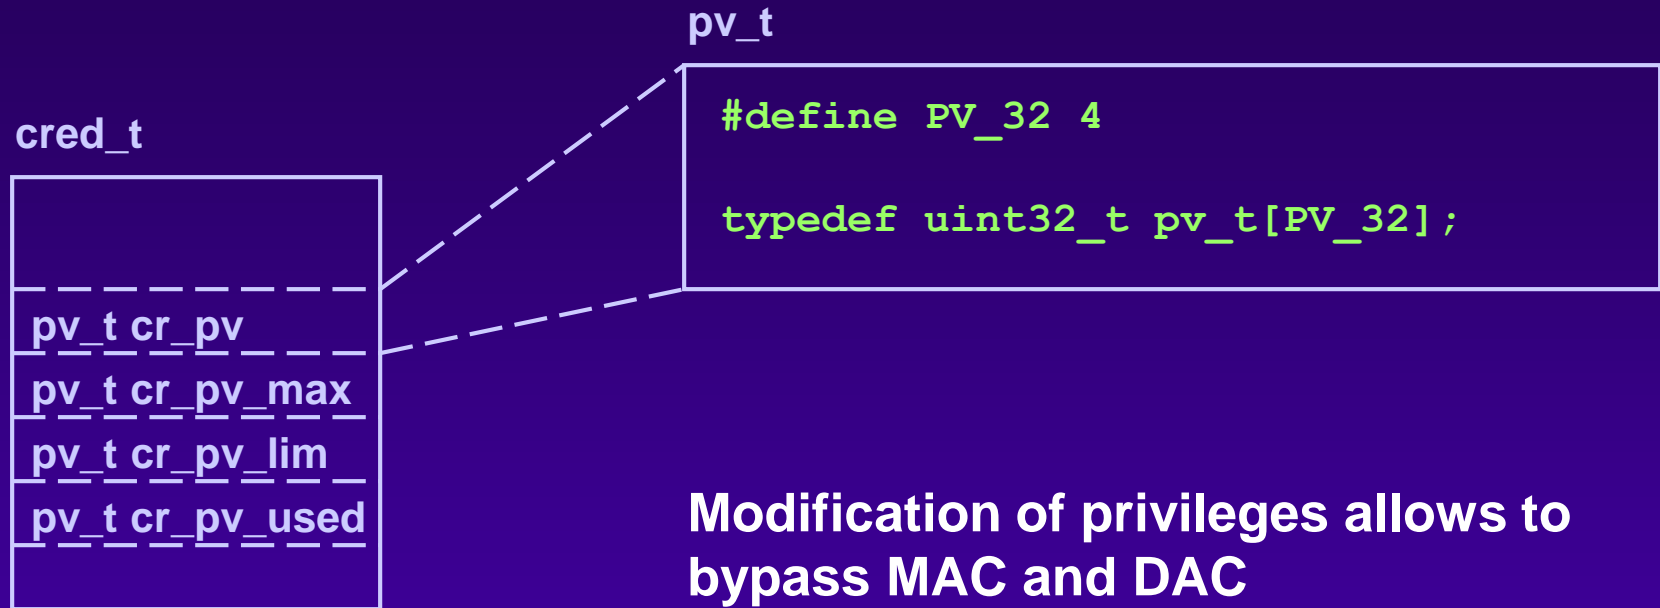 pv_t
#define PV_32 4
typedef uint32_t pv_t[PV_32];
cred_t
pv_t cr_pv
pv_t cr_pv_max
pv_t cr_pv_lim
pv_t cr_pv_used
Modification of privileges allows to
bypass MAC and DAC